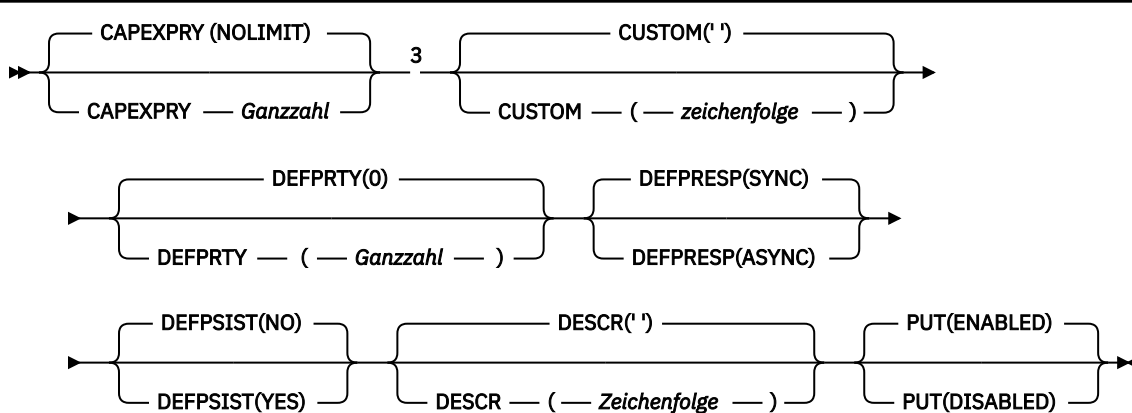 CAPEXPRY (NOLIMIT)
3
CUSTOM(' ')
CAPEXPRY Ganzzahl
CUSTOM ( zeichenfolge )
DEFPRTY(0)
DEFPRESP(SYNC)
DEFPRTY ( Ganzzahl )
DEFPRESP(ASYNC)
DEFPSIST(NO)
DESCR(' ')
PUT(ENABLED)
DEFPSIST(YES)
DESCR ( Zeichenfolge )
PUT(DISABLED)